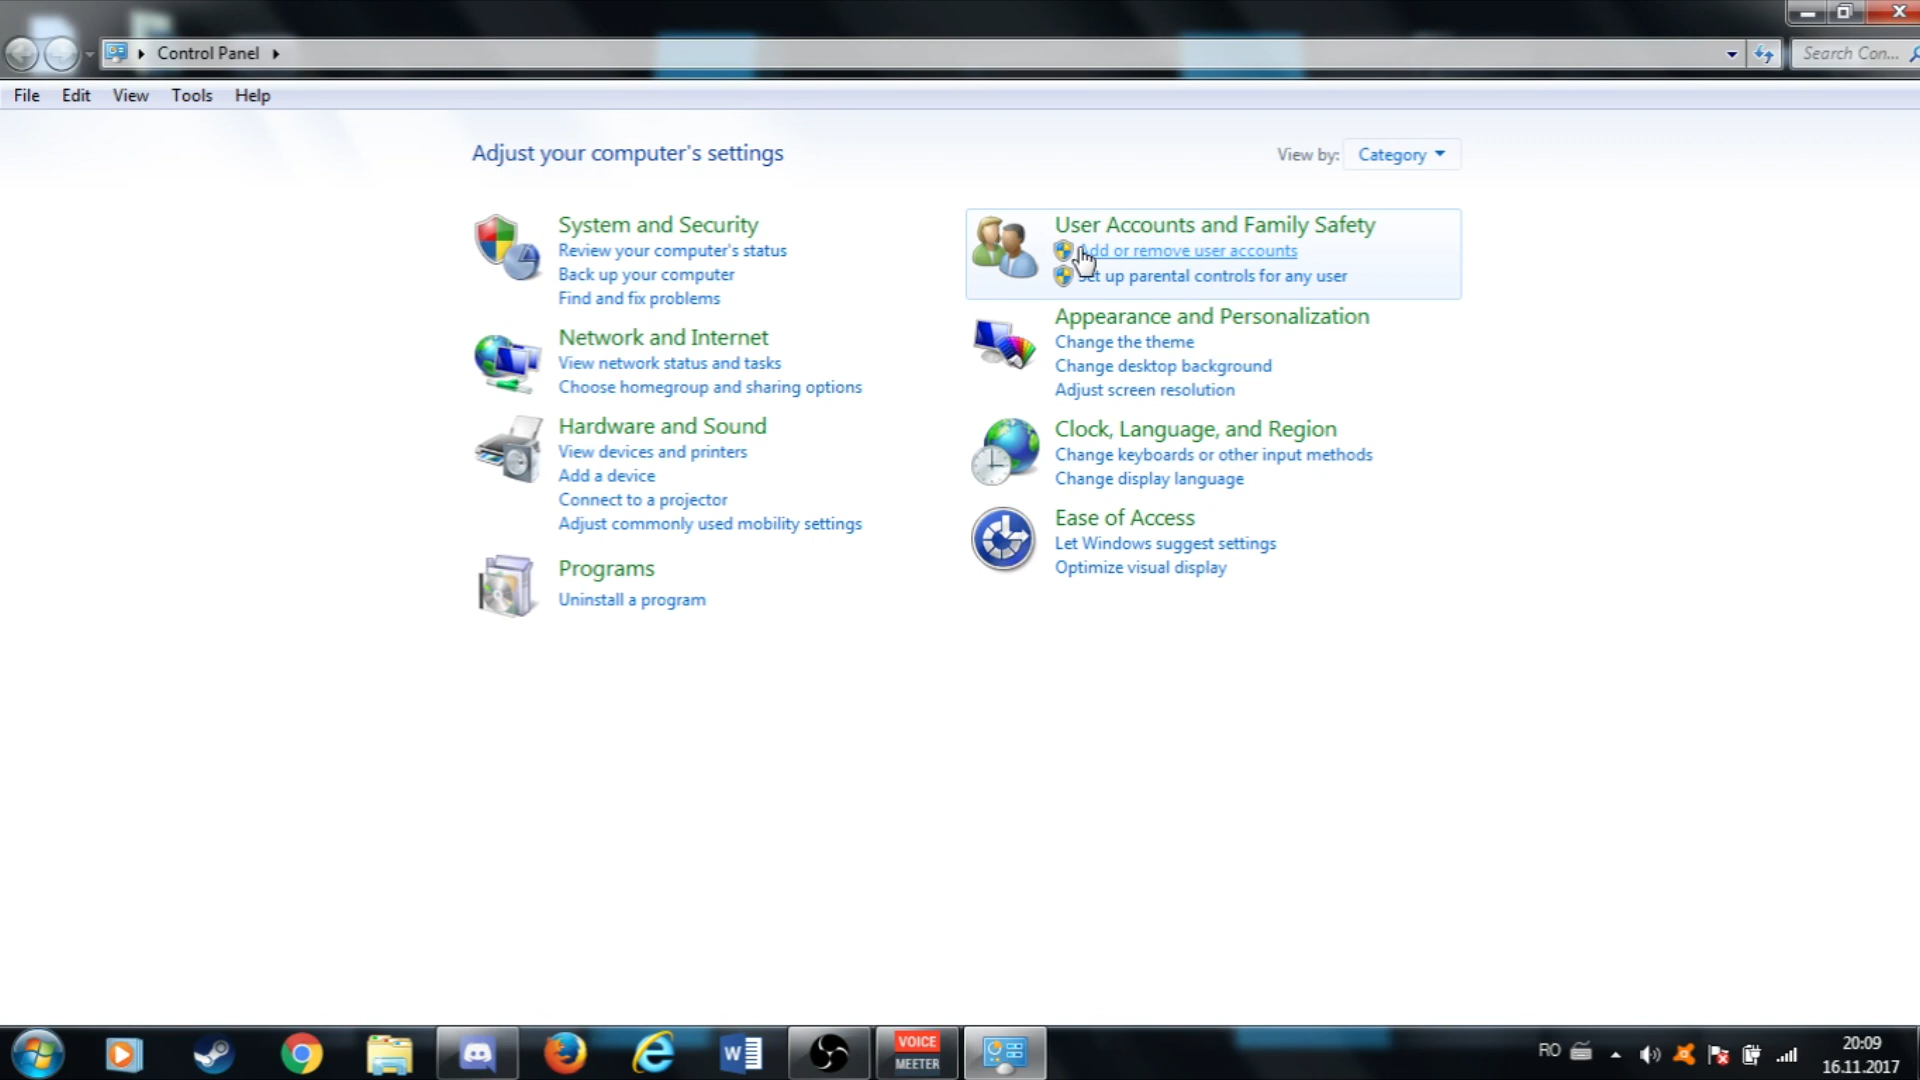 Control Panel
Search Con...
File Edit View Tools Help
Adjust your computer's settings
View by: Category
System and Security
Review your computer's status
Back up your computer
Find and fix problems
Network and Internet
View network status and tasks
Choose homegroup and sharing options
Hardware and Sound
View devices and printers
Add a device
Connect to a projector
Adjust commonly used mobility settings
Programs
Uninstall a program
User Accounts and Family Safety
Add or remove user accounts
Set up parental controls for any user
Appearance and Personalization
Change the theme
Change desktop background
Adjust screen resolution
Clock, Language, and Region
Change keyboards or other input methods
Change display language
Ease of Access
Let Windows suggest settings
Optimize visual display
W
VOICE
MEETER
RO
20:09
16.11.2017